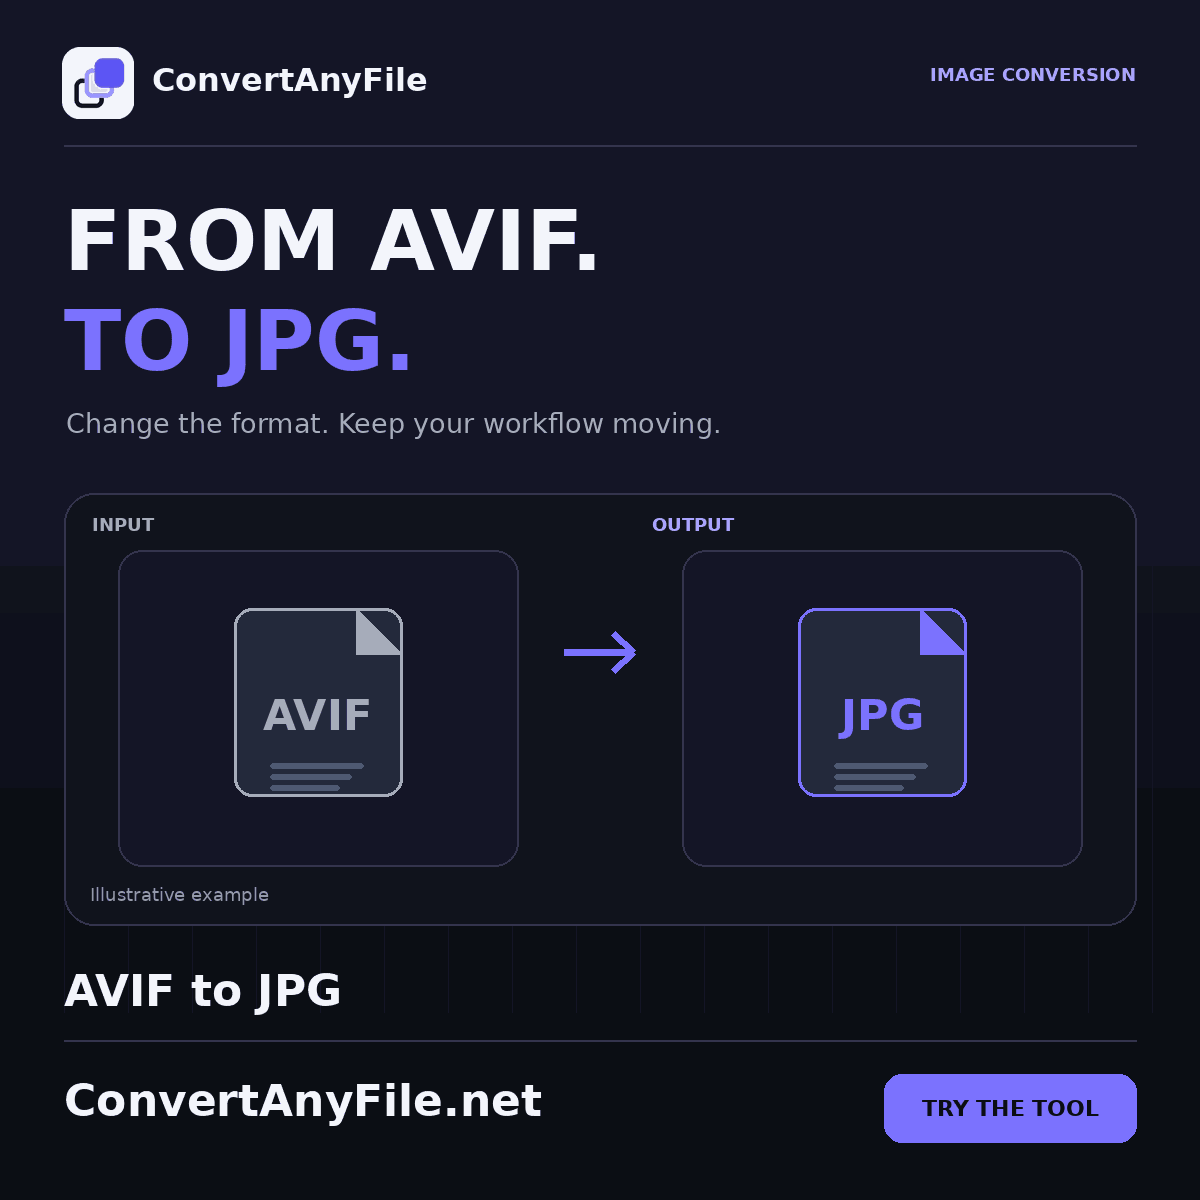 ConvertAnyFile
IMAGE CONVERSION
FROM AVIF.
TO JPG.
Change the format. Keep your workflow moving.
INPUT
OUTPUT
AVIF
JPG
Illustrative example
AVIF to JPG
ConvertAnyFile.net
TRY THE TOOL